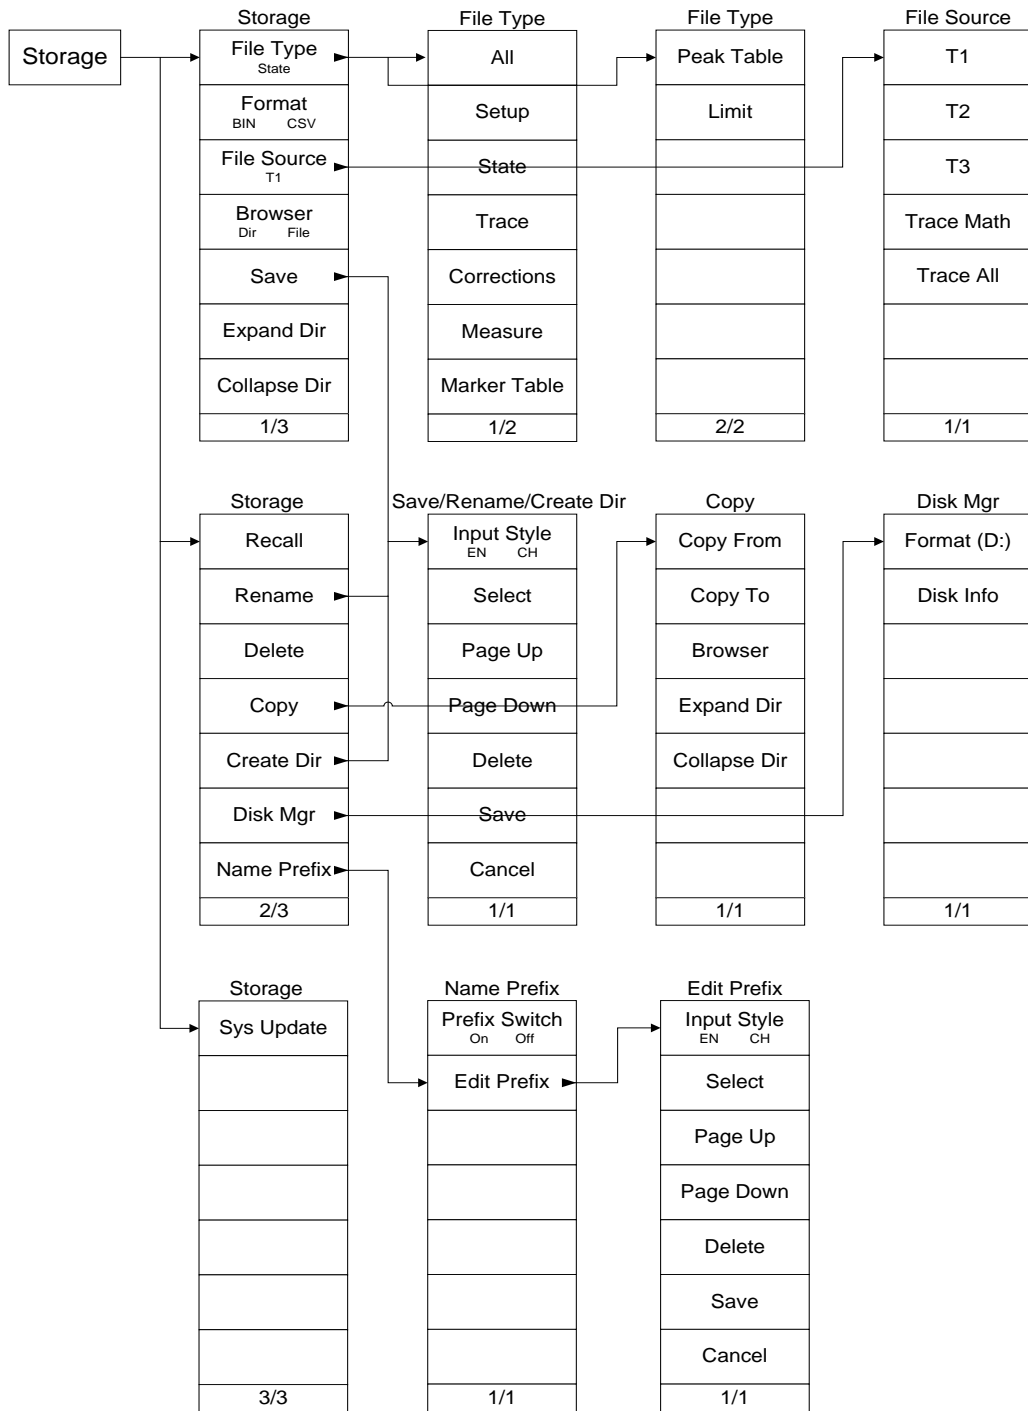 Storage
Storage
File Type
State
Format
BIN CSV
File Source
T1
Browser
Dir File
Save
Expand Dir
Collapse Dir
1/3
File Type
All
Setup
State
Trace
Corrections
Measure
Marker Table
1/2
File Type
Peak Table
Limit
2/2
File Source
T1
T2
T3
Trace Math
Trace All
1/1
Storage
Recall
Rename
Delete
Copy
Create Dir
Disk Mgr
Name Prefix
2/3
Save/Rename/Create Dir
Input Style
EN CH
Select
Page Up
Page Down
Delete
Save
Cancel
1/1
Copy
Copy From
Copy To
Browser
Expand Dir
Collapse Dir
1/1
Disk Mgr
Format (D:)
Disk Info
1/1
Storage
Sys Update
3/3
Name Prefix
Prefix Switch
On Off
Edit Prefix
1/1
Edit Prefix
Input Style
EN CH
Select
Page Up
Page Down
Delete
Save
Cancel
1/1